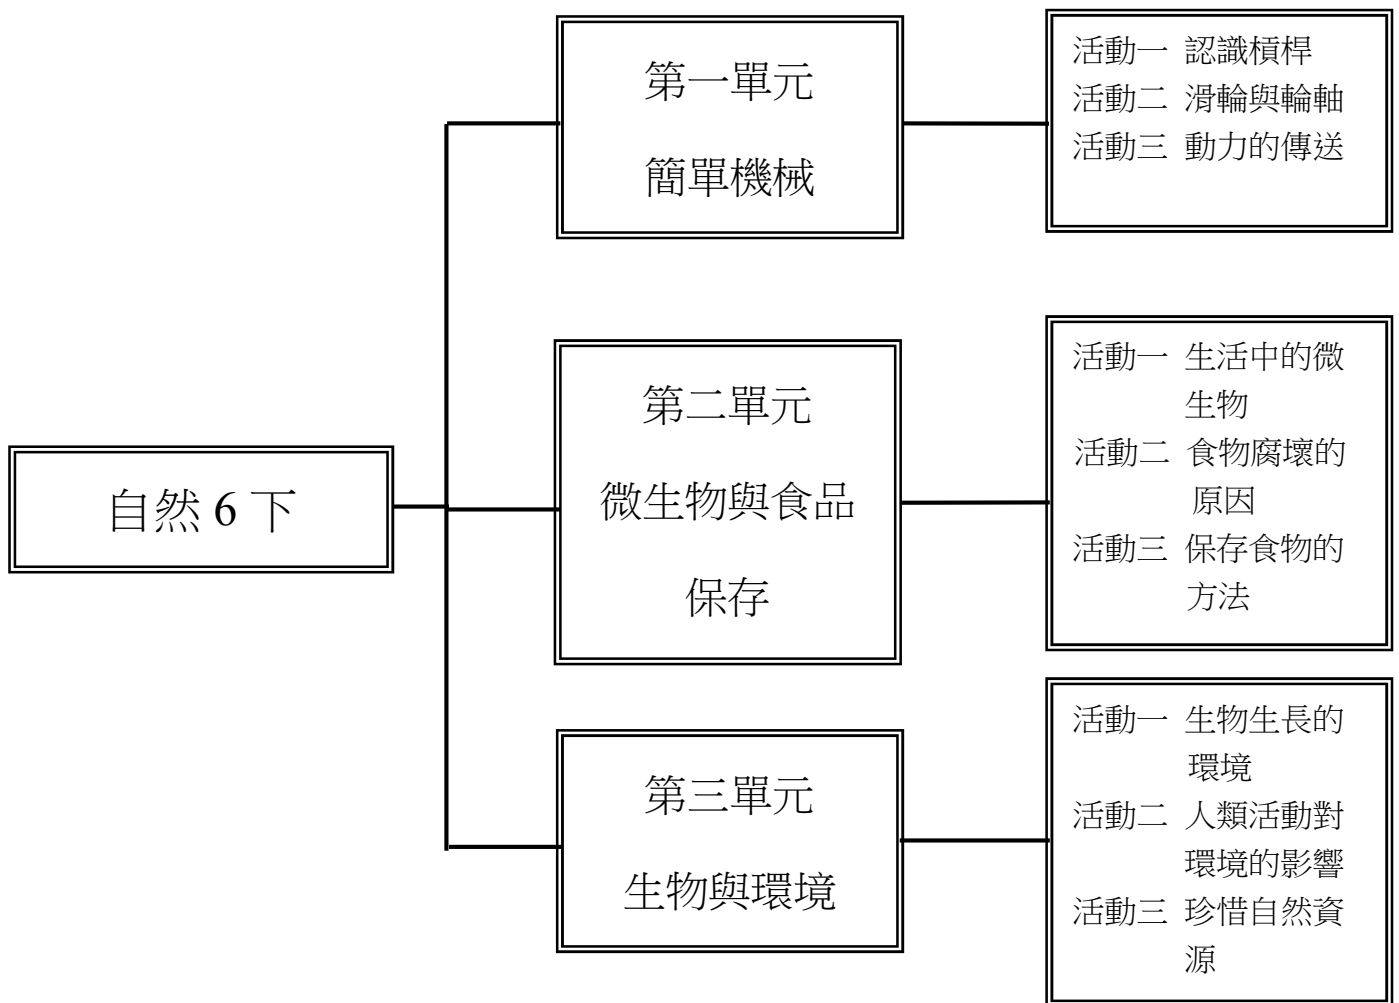 自然 6 下
第一單元
簡單機械
活動一 認識槓桿
活動二 滑輪與輪軸
活動三 動力的傳送
第二單元
微生物與食品
保存
活動一 生活中的微
生物
活動二 食物腐壞的
原因
活動三 保存食物的
方法
第三單元
生物與環境
活動一 生物生長的
環境
活動二 人類活動對
環境的影響
活動三 珍惜自然資
源